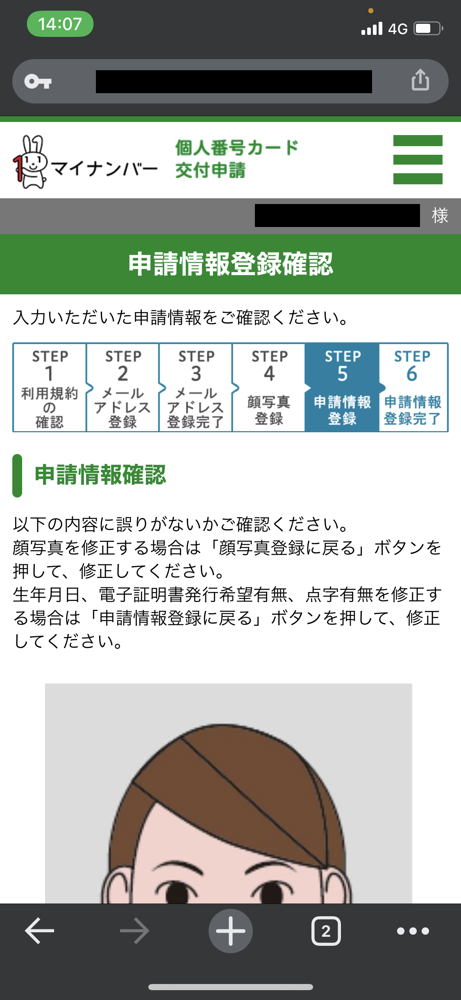 14:07
4G
マイナンバー
個人番号カード
交付申請
様
申請情報登録確認
入力いただいた申請情報をご確認ください。
STEP
1
利用規約
の
確認
STEP
2
メール
アドレス
登録
STEP
3
メール
アドレス
登録完了
STEP
4
顔写真
登録
STEP
5
申請情報
登録
STEP
6
申請情報
登録完了
申請情報確認
以下の内容に誤りがないかご確認ください。
顔写真を修正する場合は「顔写真登録に戻る」ボタンを
押して、修正してください。
生年月日、電子証明書発行希望有無、点字有無を修正す
る場合は「申請情報登録に戻る」ボタンを押して、修正
してください。
2